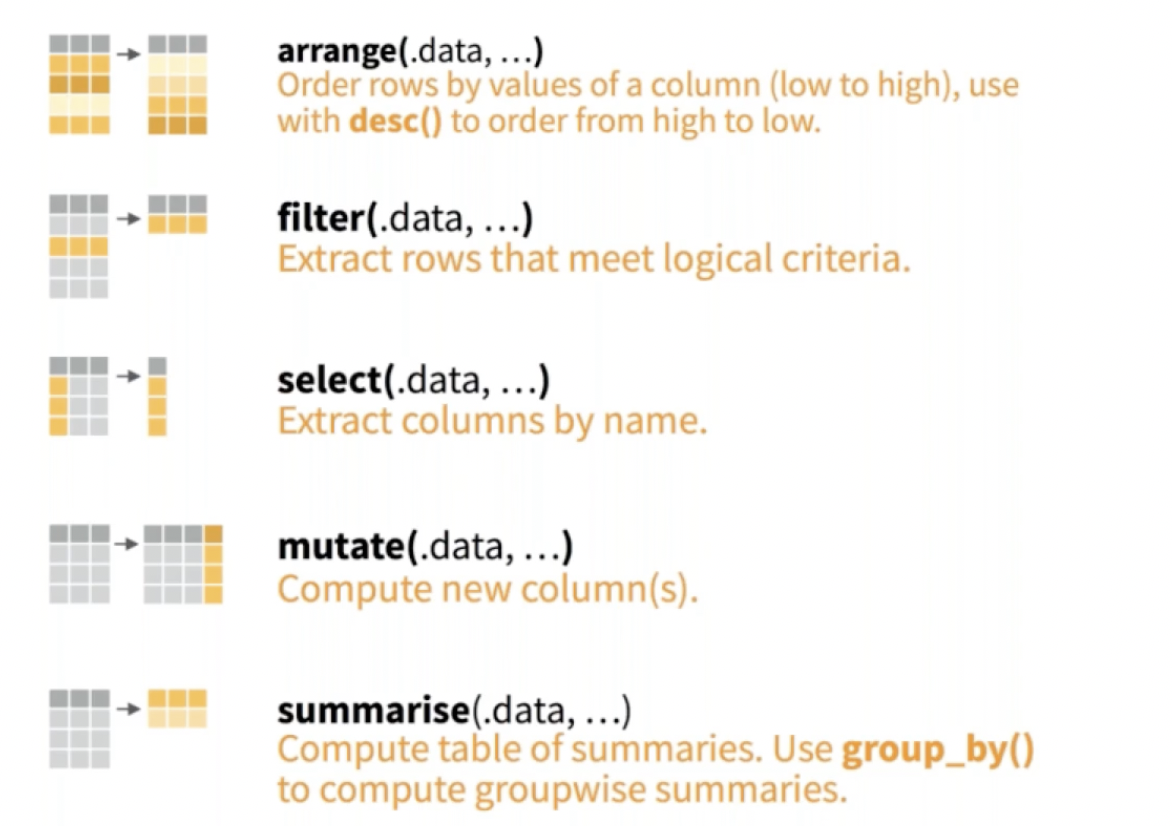 arrange(.data, …)
Order rows by values of a column (low to high), use
with desc() to order from high to low.
filter(.data, …)
Extract rows that meet logical criteria.
select(.data, …)
Extract columns by name.
mutate(.data, …)
Compute new column(s).
summarise(.data, …)
Compute table of summaries. Use group_by()
to compute groupwise summaries.